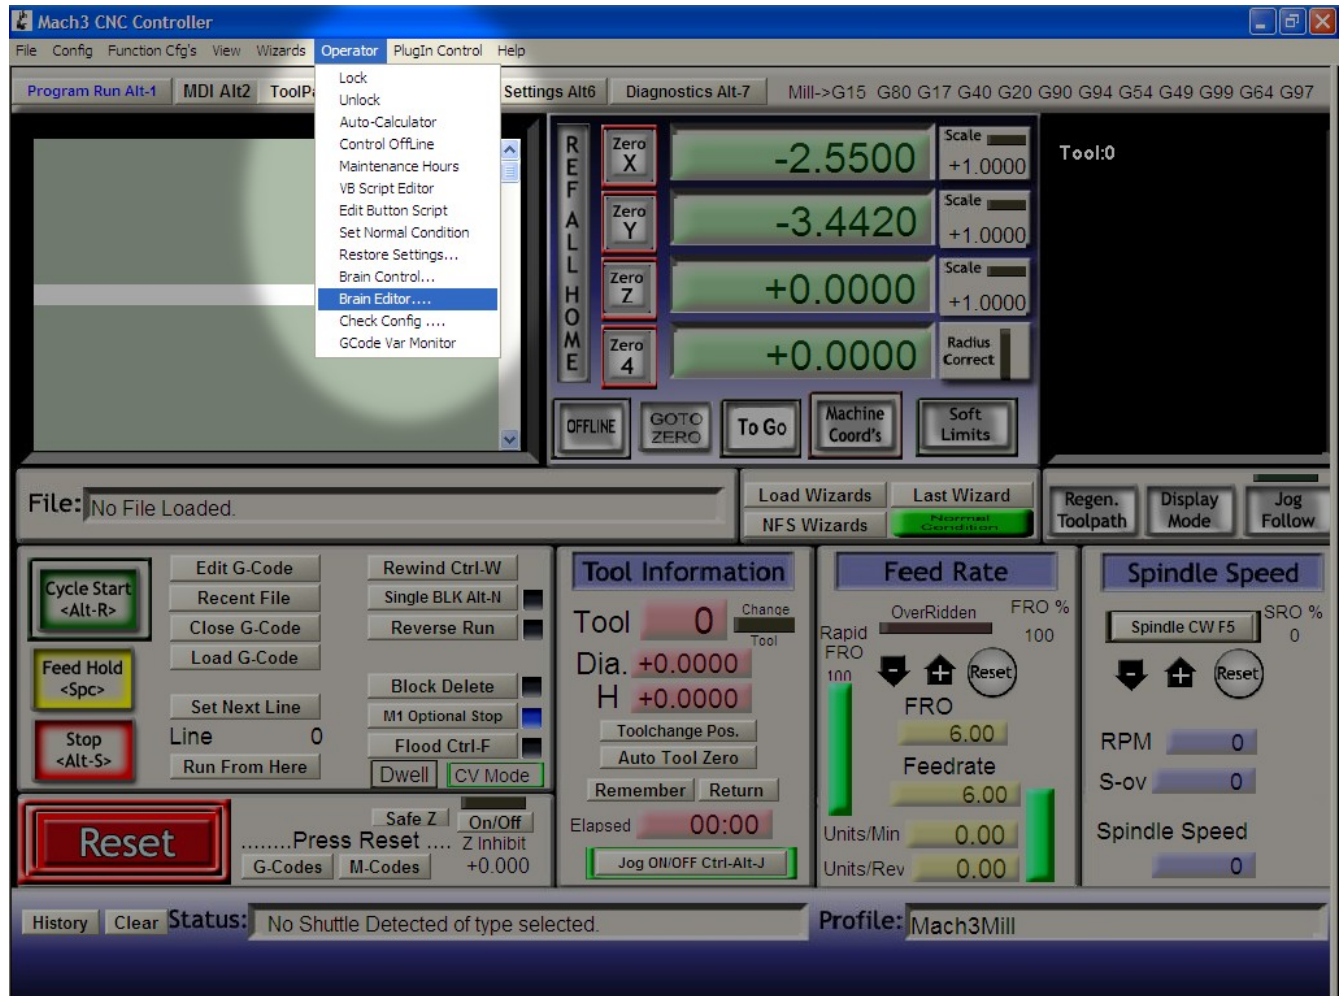 Mach3 CNC Controller
File Config Function Cfg's View Wizards Operator PlugIn Control Help
Lock
Unlock
Auto-Calculator
Control OffLine
Maintenance Hours
VB Script Editor
Edit Button Script
Set Normal Condition
Restore Settings...
Brain Control...
Brain Editor....
Check Config ....
GCode Var Monitor
Program Run Alt-1 MDI Alt2 ToolP Settings Alt6 Diagnostics Alt-7 Mill->G15 G80 G17 G40 G20 G90 G94 G54 G49 G99 G64 G97
REF ALL HOME
Zero X -2.5500 Scale +1.0000
Zero Y -3.4420 Scale +1.0000
Zero Z +0.0000 Scale +1.0000
Zero 4 +0.0000 Radius Correct
OFFLINE GOTO ZERO To Go Machine Coord's Soft Limits
Tool:0
File: No File Loaded.
Load Wizards Last Wizard
NFS Wizards Normal Condition
Regen. Toolpath Display Mode Jog Follow
Cycle Start <Alt-R>
Feed Hold <Spc>
Stop <Alt-S>
Edit G-Code
Recent File
Close G-Code
Load G-Code
Set Next Line
Line 0
Run From Here
Rewind Ctrl-W
Single BLK Alt-N
Reverse Run
Block Delete
M1 Optional Stop
Flood Ctrl-F
Dwell CV Mode
Reset
Safe Z On/Off
........Press Reset .... Z Inhibit
G-Codes M-Codes +0.000
Tool Information
Tool 0 Change Tool
Dia. +0.0000
H +0.0000
Toolchange Pos.
Auto Tool Zero
Remember Return
Elapsed 00:00
Jog ON/OFF Ctrl-Alt-J
Feed Rate
OverRidden FRO %
100
Rapid FRO
100
Reset
FRO
6.00
Feedrate
6.00
Units/Min 0.00
Units/Rev 0.00
Spindle Speed
Spindle CW F5 SRO %
0
Reset
RPM 0
S-ov 0
Spindle Speed
0
History Clear Status: No Shuttle Detected of type selected. Profile: Mach3Mill